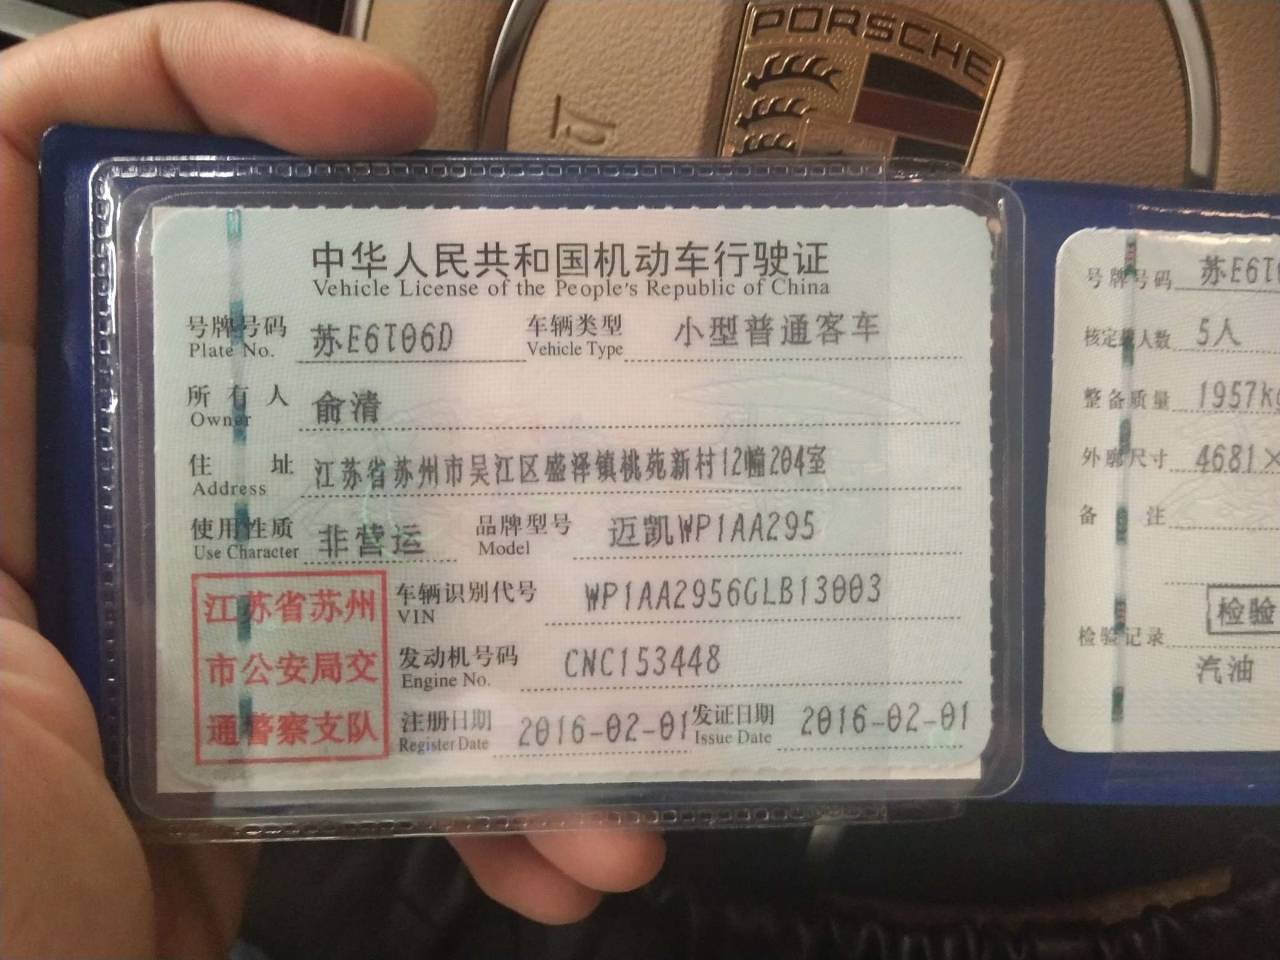 PORSCHE
中华人民共和国机动车行驶证
Vehicle License of the People's Republic of China
号牌号码 苏E6T06D 车辆类型 小型普通客车
Plate No. Vehicle Type
所有人 俞清
Owner
住址 江苏省苏州市吴江区盛泽镇桃苑新村12幢204室
Address
使用性质 非营运 品牌型号 迈凯WP1AA295
Use Character Model
江苏省苏州
市公安局交
通警察支队
车辆识别代号 WP1AA2956GLB13003
VIN
发动机号码 CNC153448
Engine No.
注册日期 2016-02-01 发证日期 2016-02-01
Register Date Issue Date
号牌号码 苏E6T0
核定载人数 5人
整备质量 1957k
外廓尺寸 4681×
备注
检验记录 检验
汽油